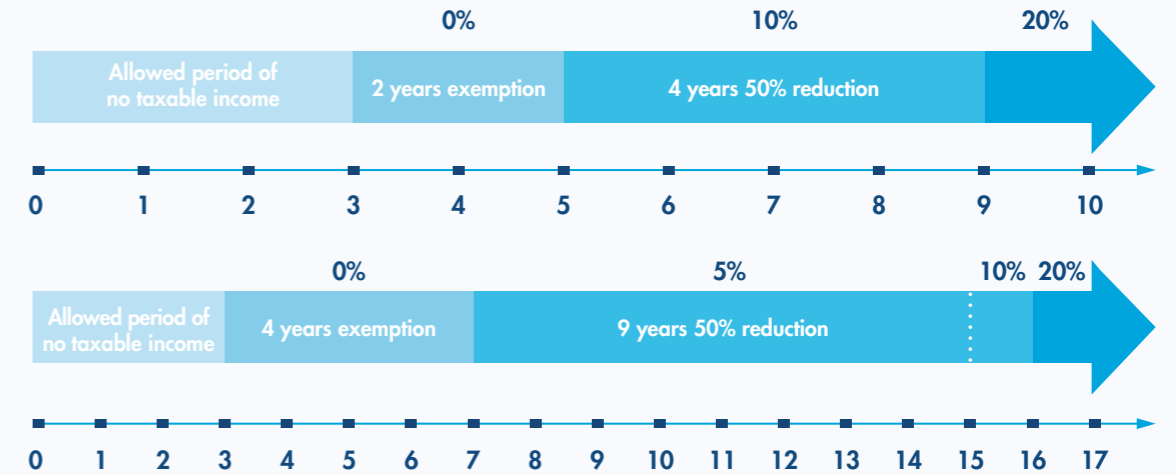 0% 10% 20%
Allowed period of
no taxable income
2 years exemption
4 years 50% reduction
0 1 2 3 4 5 6 7 8 9 10
0% 5% 10% 20%
Allowed period of
no taxable income
4 years exemption
9 years 50% reduction
0 1 2 3 4 5 6 7 8 9 10 11 12 13 14 15 16 17